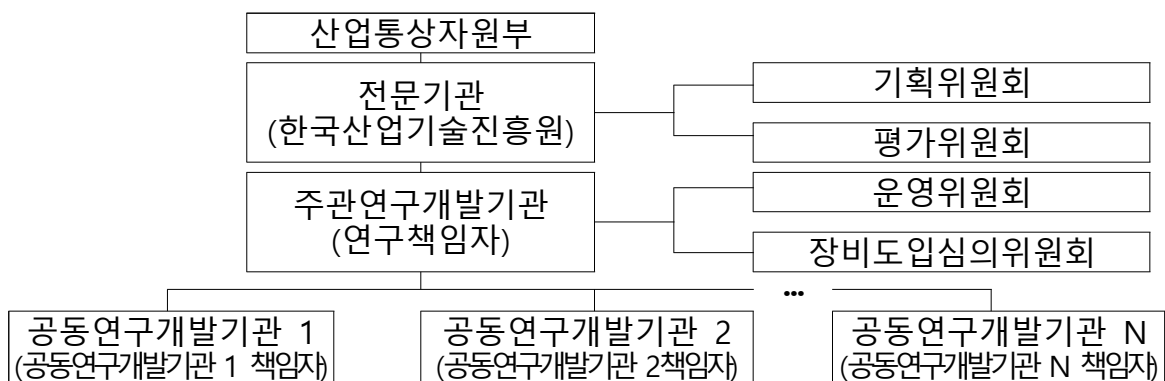 산업통상자원부
전문기관
(한국산업기술진흥원)
기획위원회
평가위원회
주관연구개발기관
(연구책임자)
운영위원회
장비도입심의위원회
...
공동연구개발기관 1
(공동연구개발기관 1 책임자)
공동연구개발기관 2
(공동연구개발기관 2책임자)
공동연구개발기관 N
(공동연구개발기관 N 책임자)